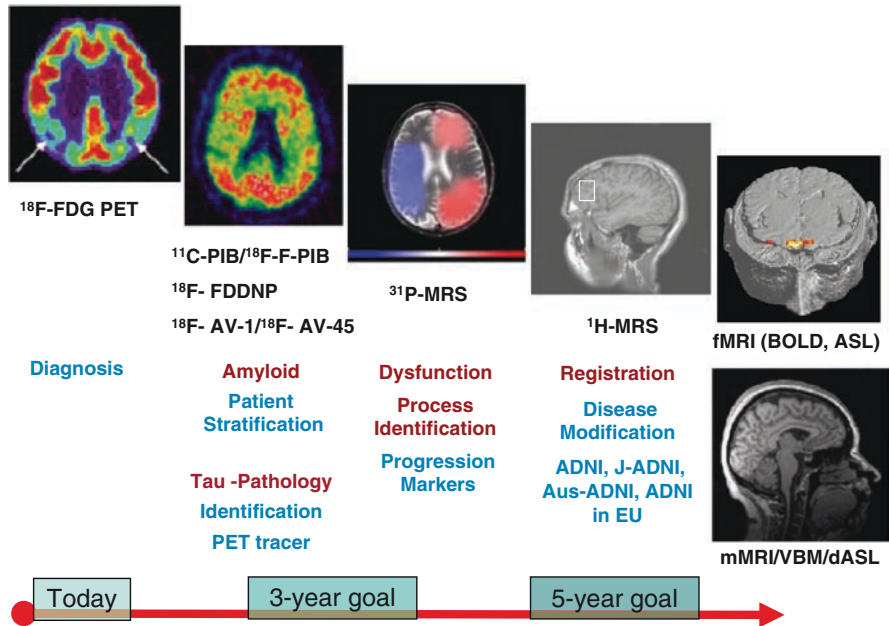 ¹⁸F-FDG PET
¹¹C-PIB/¹⁸F-F-PIB
¹⁸F- FDDNP
¹⁸F- AV-1/¹⁸F- AV-45
³¹P-MRS
¹H-MRS
fMRI (BOLD, ASL)
Diagnosis
Amyloid
Patient
Stratification
Tau -Pathology
Identification
PET tracer
Dysfunction
Process
Identification
Progression
Markers
Registration
Disease
Modification
ADNI, J-ADNI,
Aus-ADNI, ADNI
in EU
mMRI/VBM/dASL
Today
3-year goal
5-year goal